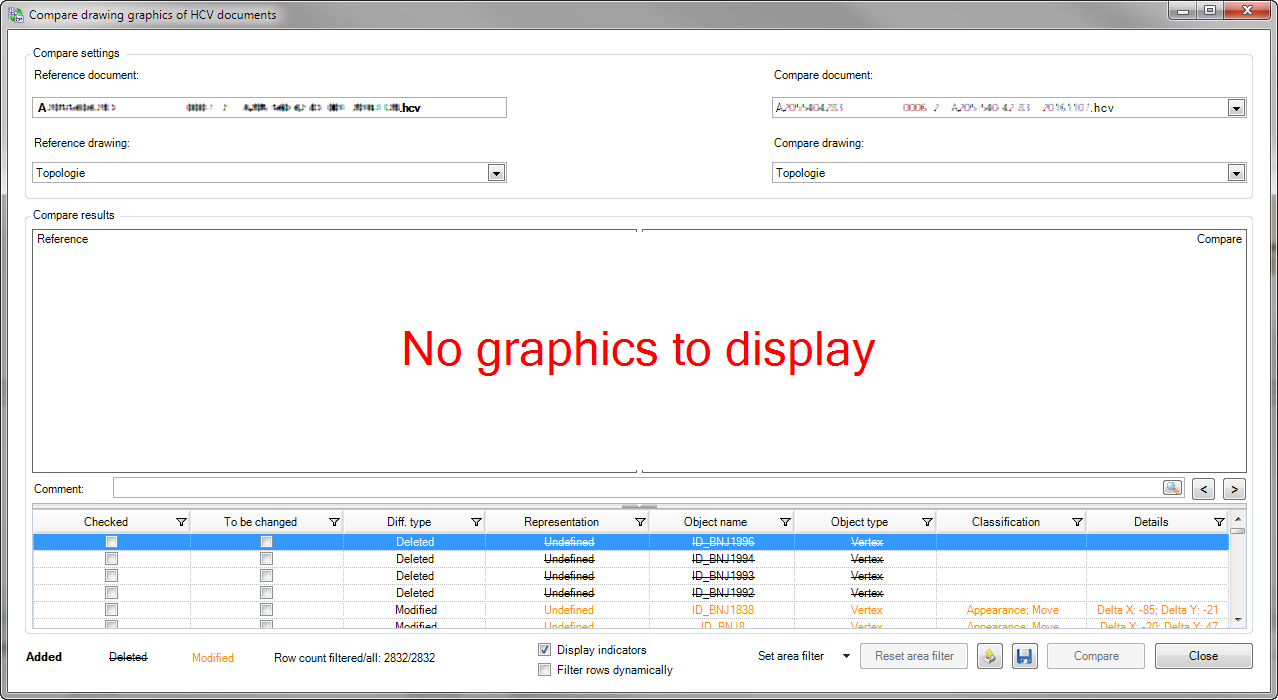 Compare drawing graphics of HCV documents
Compare settings
Reference document:
Compare document:
.hcv
.hcv
Reference drawing:
Compare drawing:
Topologie
Topologie
Compare results
Reference
Compare
No graphics to display
Comment:
< >
Checked To be changed Diff. type Representation Object name Object type Classification Details
Deleted Undefined ID_BNJ1996 Vertex
Deleted Undefined ID_BNJ1994 Vertex
Deleted Undefined ID_BNJ1993 Vertex
Deleted Undefined ID_BNJ1992 Vertex
Modified Undefined ID_BNJ1838 Vertex Appearance; Move Delta X: -85; Delta Y: -21
Modified Undefined ID_BNJ8 Vertex Appearance; Move Delta X: -20; Delta Y: 47
Added Deleted Modified Row count filtered/all: 2832/2832
Display indicators
Filter rows dynamically
Set area filter Reset area filter Compare Close